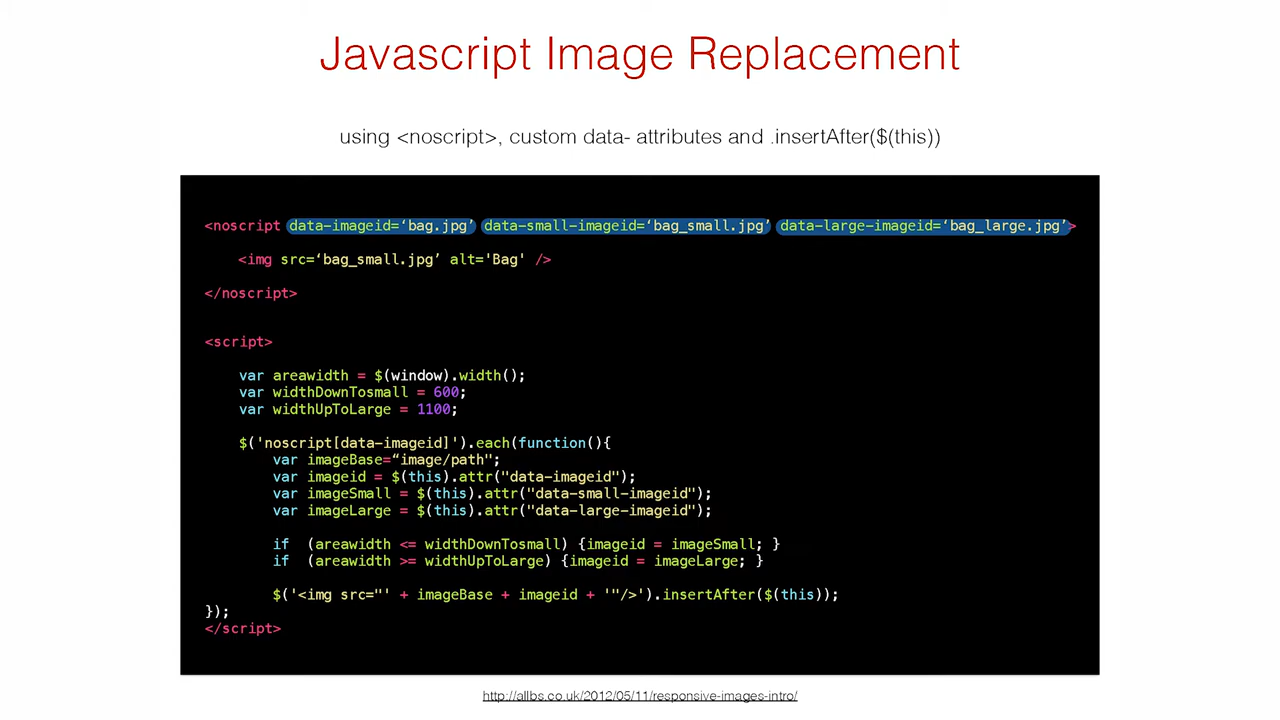 Javascript Image Replacement
using <noscript>, custom data- attributes and .insertAfter($(this))
<noscript data-imageid=‘bag.jpg’ data-small-imageid=‘bag_small.jpg’ data-large-imageid=‘bag_large.jpg’>
<img src=‘bag_small.jpg’ alt='Bag' />
</noscript>
<script>
var areawidth = $(window).width();
var widthDownTosmall = 600;
var widthUpToLarge = 1100;
$('noscript[data-imageid]').each(function(){
var imageBase=“image/path";
var imageid = $(this).attr("data-imageid");
var imageSmall = $(this).attr("data-small-imageid");
var imageLarge = $(this).attr("data-large-imageid");
if (areawidth <= widthDownTosmall) {imageid = imageSmall; }
if (areawidth >= widthUpToLarge) {imageid = imageLarge; }
$('<img src="' + imageBase + imageid + '"/>').insertAfter($(this));
});
</script>
http://allbs.co.uk/2012/05/11/responsive-images-intro/